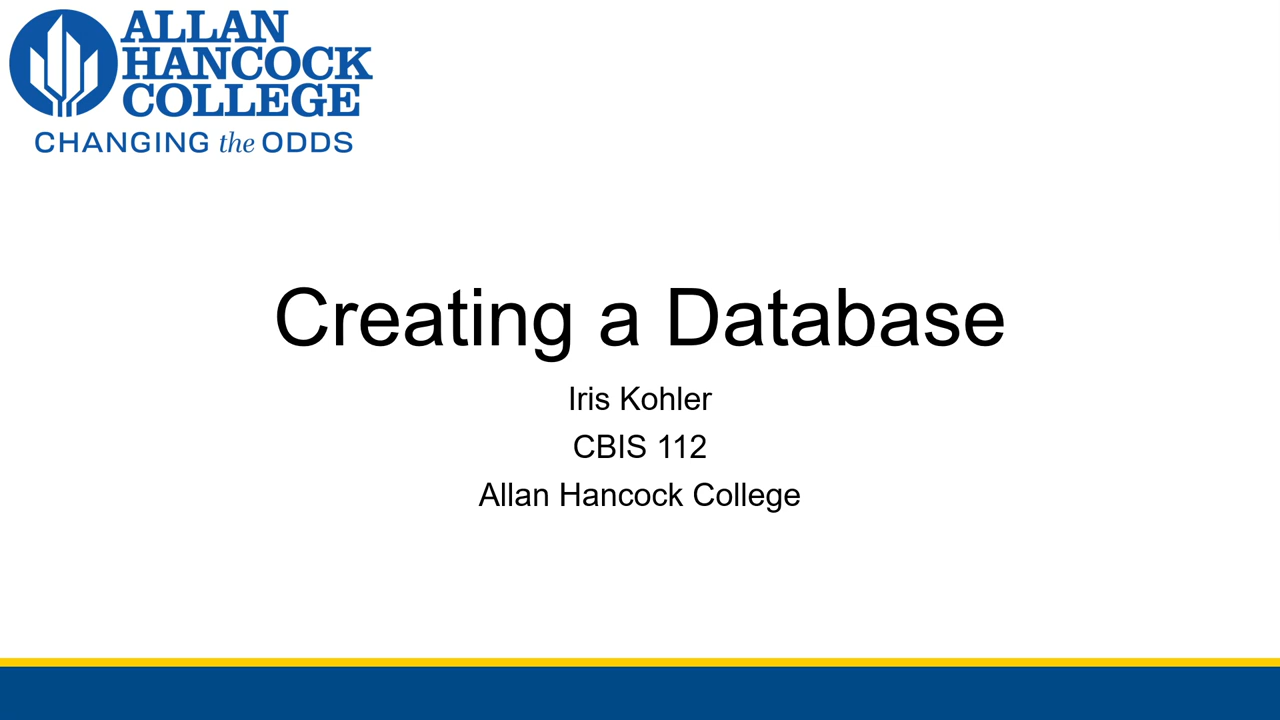 ALLAN
HANCOCK
COLLEGE
CHANGING the ODDS
Creating a Database
Iris Kohler
CBIS 112
Allan Hancock College